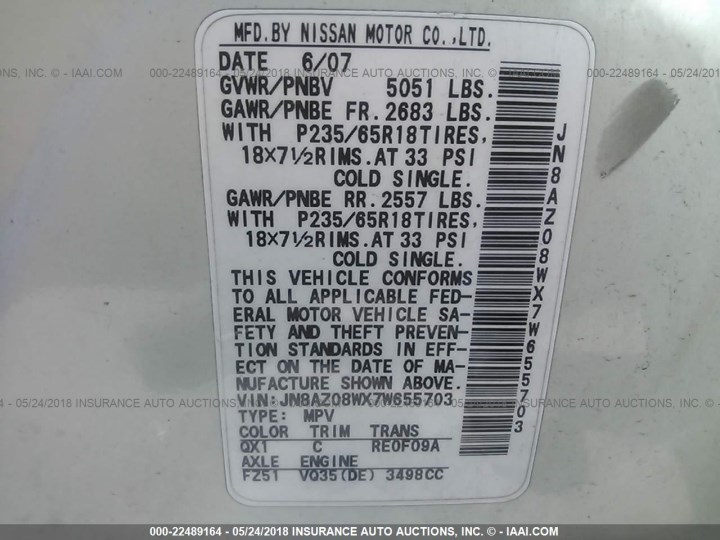 MFD.BY NISSAN MOTOR CO.,LTD.
DATE 6/07
GVWR/PNBV 5051 LBS.
GAWR/PNBE FR. 2683 LBS.
WITH P235/65R18TIRES,
18×7½RIMS.AT 33 PSI
COLD SINGLE.
GAWR/PNBE RR. 2557 LBS.
WITH P235/65R18TIRES,
18×7½RIMS.AT 33 PSI
COLD SINGLE.
THIS VEHICLE CONFORMS
TO ALL APPLICABLE FED-
ERAL MOTOR VEHICLE SA-
FETY AND THEFT PREVEN-
TION STANDARDS IN EFF-
ECT ON THE DATE OF MA-
NUFACTURE SHOWN ABOVE.
VIN:JN8AZ08WX7W655703
TYPE: MPV
COLOR TRIM TRANS
QX1 C RE0F09A
AXLE ENGINE
FZ51 VQ35(DE) 3498CC
JN8AZ08WX7W655703
000-22489164 - 05/24/2018 INSURANCE AUTO AUCTIONS, INC. © - IAAI.COM